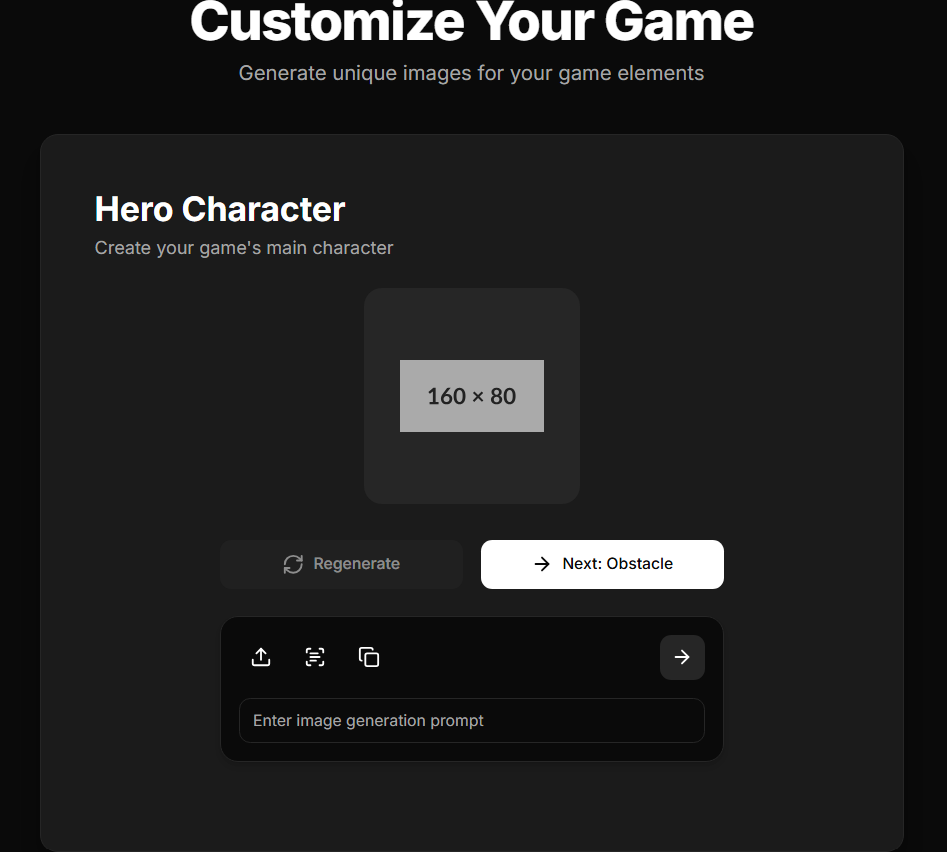 Customize Your Game
Generate unique images for your game elements
Hero Character
Create your game's main character
160 × 80
Regenerate
Next: Obstacle
Enter image generation prompt